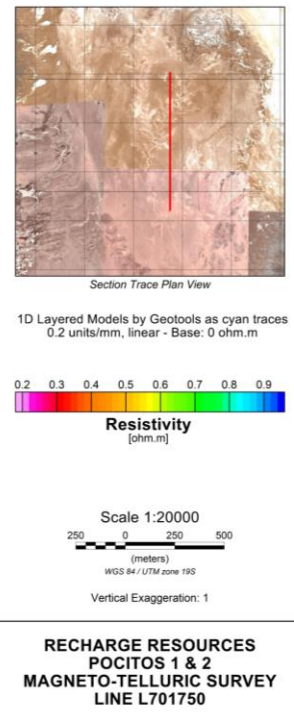 Section Trace Plan View
1D Layered Models by Geotools as cyan traces
0.2 units/mm, linear - Base: 0 ohm.m
0.2 0.3 0.4 0.5 0.6 0.7 0.8 0.9
Resistivity
[ohm.m]
Scale 1:20000
250 0 250 500
(meters)
WGS 84 / UTM zone 19S
Vertical Exaggeration: 1
RECHARGE RESOURCES
POCITOS 1 & 2
MAGNETO-TELLURIC SURVEY
LINE L701750